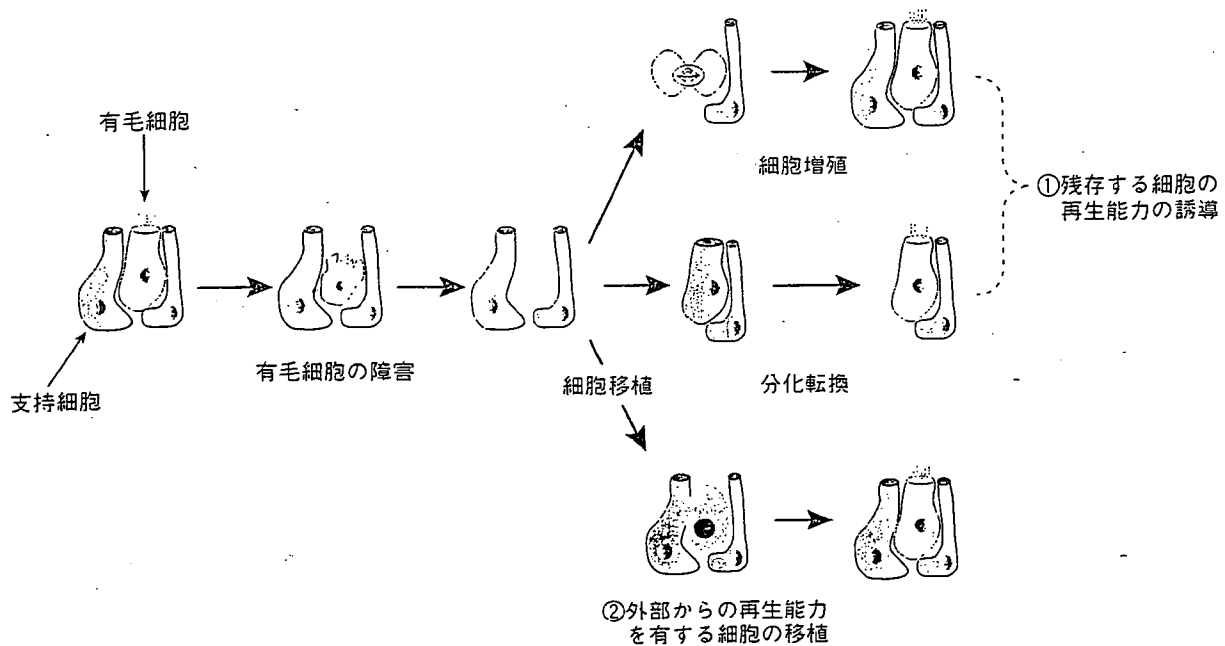 有毛細胞
支持細胞
有毛細胞の障害
細胞増殖
①残存する細胞の
再生能力の誘導
細胞移植
分化転換
②外部からの再生能力
を有する細胞の移植